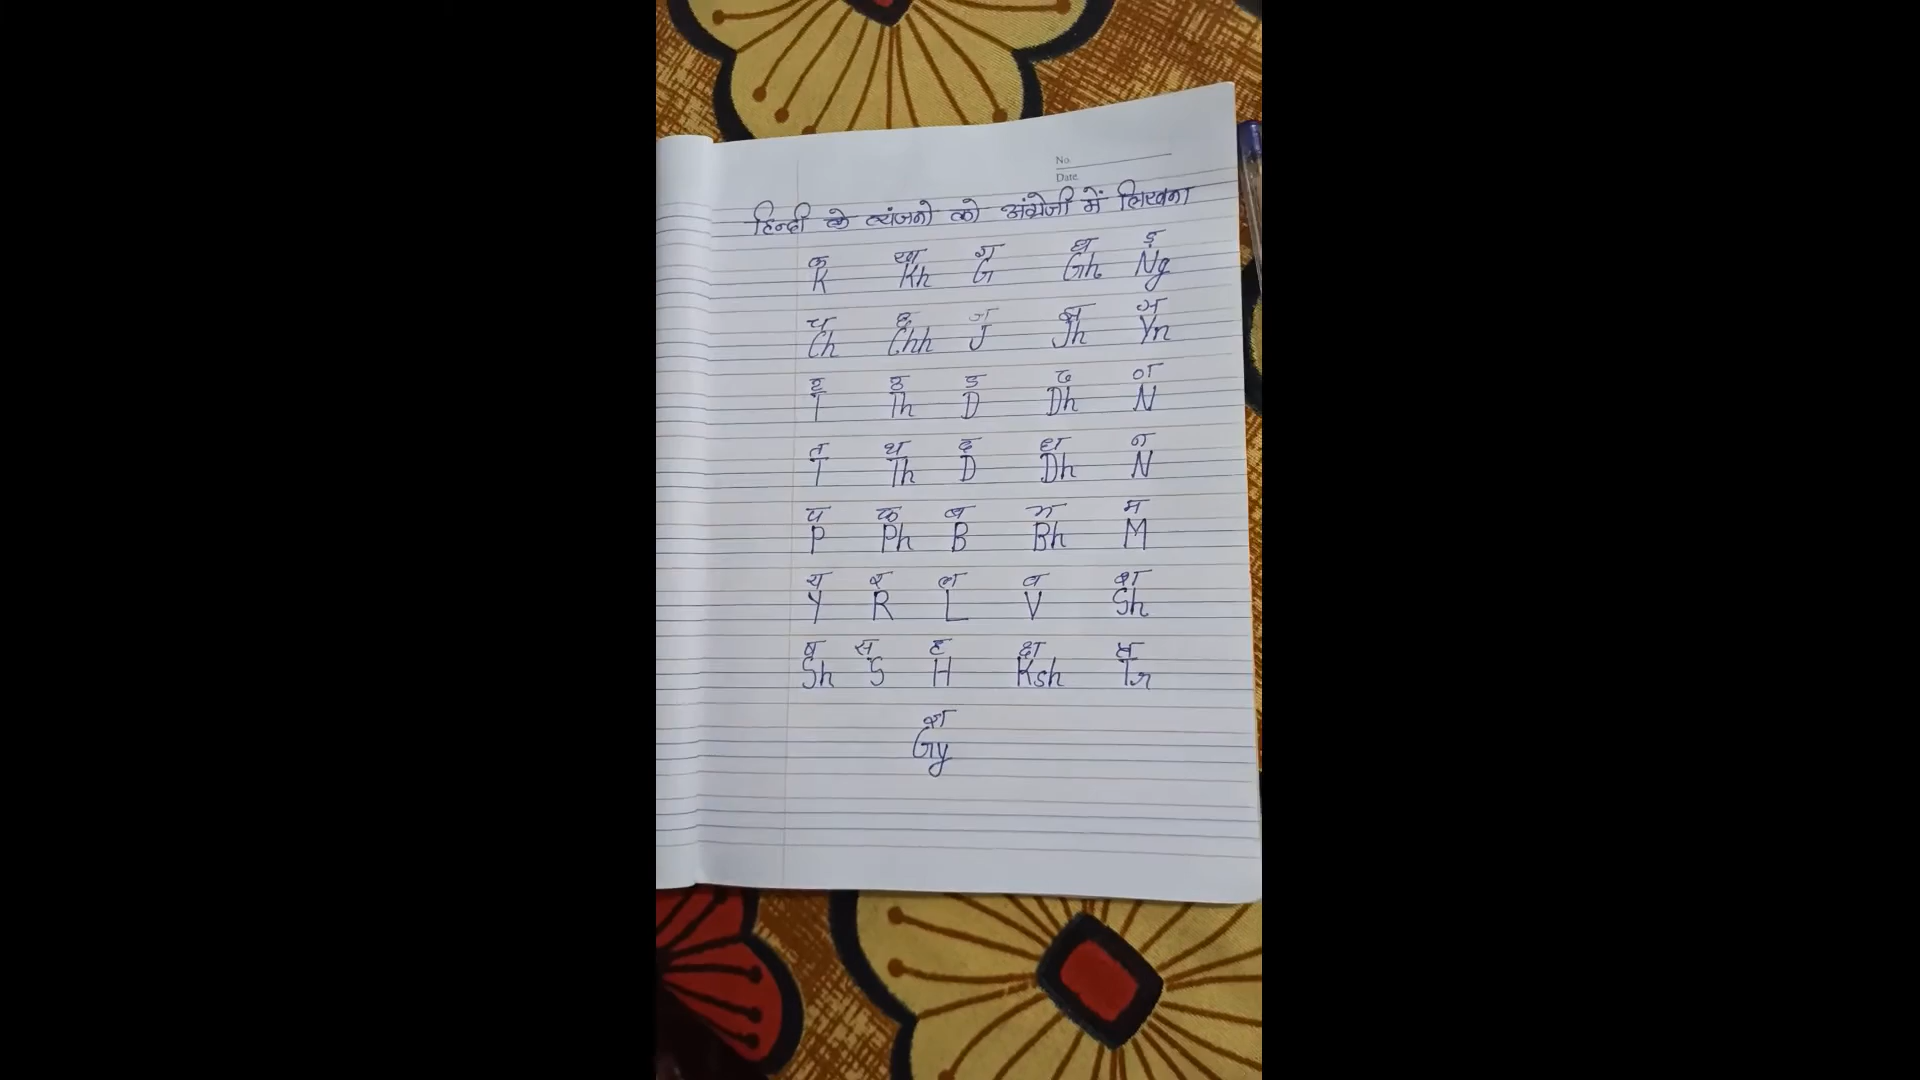 No.
Date.
हिन्दी के व्यंजनो को अंग्रेजी में लिखना
क ख ग घ ङ
K Kh G Gh Ng
च छ ज झ ञ
Ch Chh J Jh Yn
ट ठ ड ढ ण
T Th D Dh N
त थ द ध न
T Th D Dh N
प फ ब भ म
P Ph B Bh M
य र ल व श
Y R L V Sh
ष स ह क्ष त्र
Sh S H Ksh Tr
ज्ञ
Gy